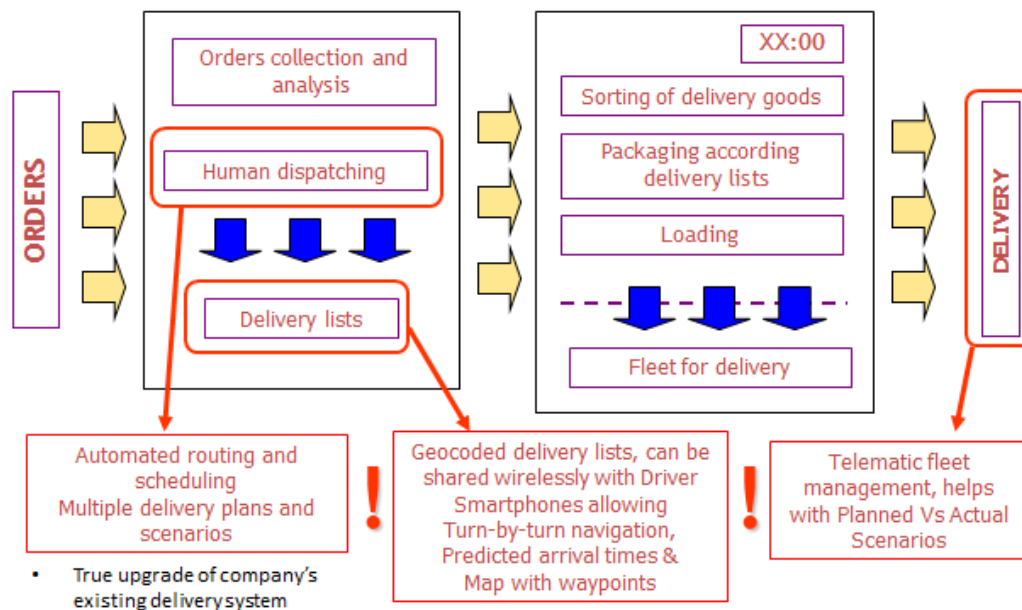 ORDERS
Orders collection and
analysis
Human dispatching
Delivery lists
XX:00
Sorting of delivery goods
Packaging according
delivery lists
Loading
Fleet for delivery
DELIVERY
Automated routing and
scheduling
Multiple delivery plans and
scenarios
!
Geocoded delivery lists, can be
shared wirelessly with Driver
Smartphones allowing
Turn-by-turn navigation,
Predicted arrival times &
Map with waypoints
!
Telematic fleet
management, helps
with Planned Vs Actual
Scenarios
• True upgrade of company's
existing delivery system